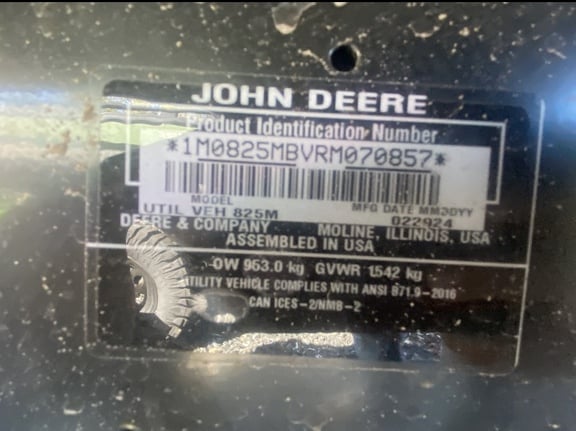 JOHN DEERE
Product Identification Number
*1M0825MBVRM070857*
MODEL MFG DATE MMDDYY
UTIL VEH 825M 022924
DEERE & COMPANY MOLINE, ILLINOIS, USA
ASSEMBLED IN USA
OW 953.0 kg GVWR 1,542 kg
UTILITY VEHICLE COMPLIES WITH ANSI B71.9-2016
CAN ICES-2/NMB-2